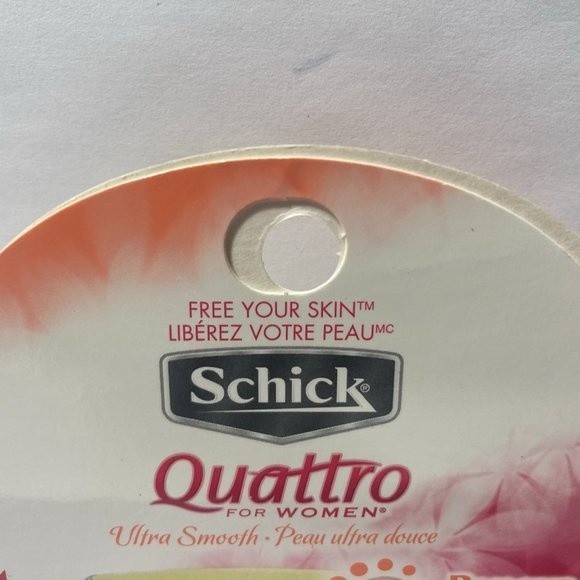 FREE YOUR SKIN™
LIBÉREZ VOTRE PEAUMC
Schick®
Quattro
FOR WOMEN®
Ultra Smooth • Peau ultra douce